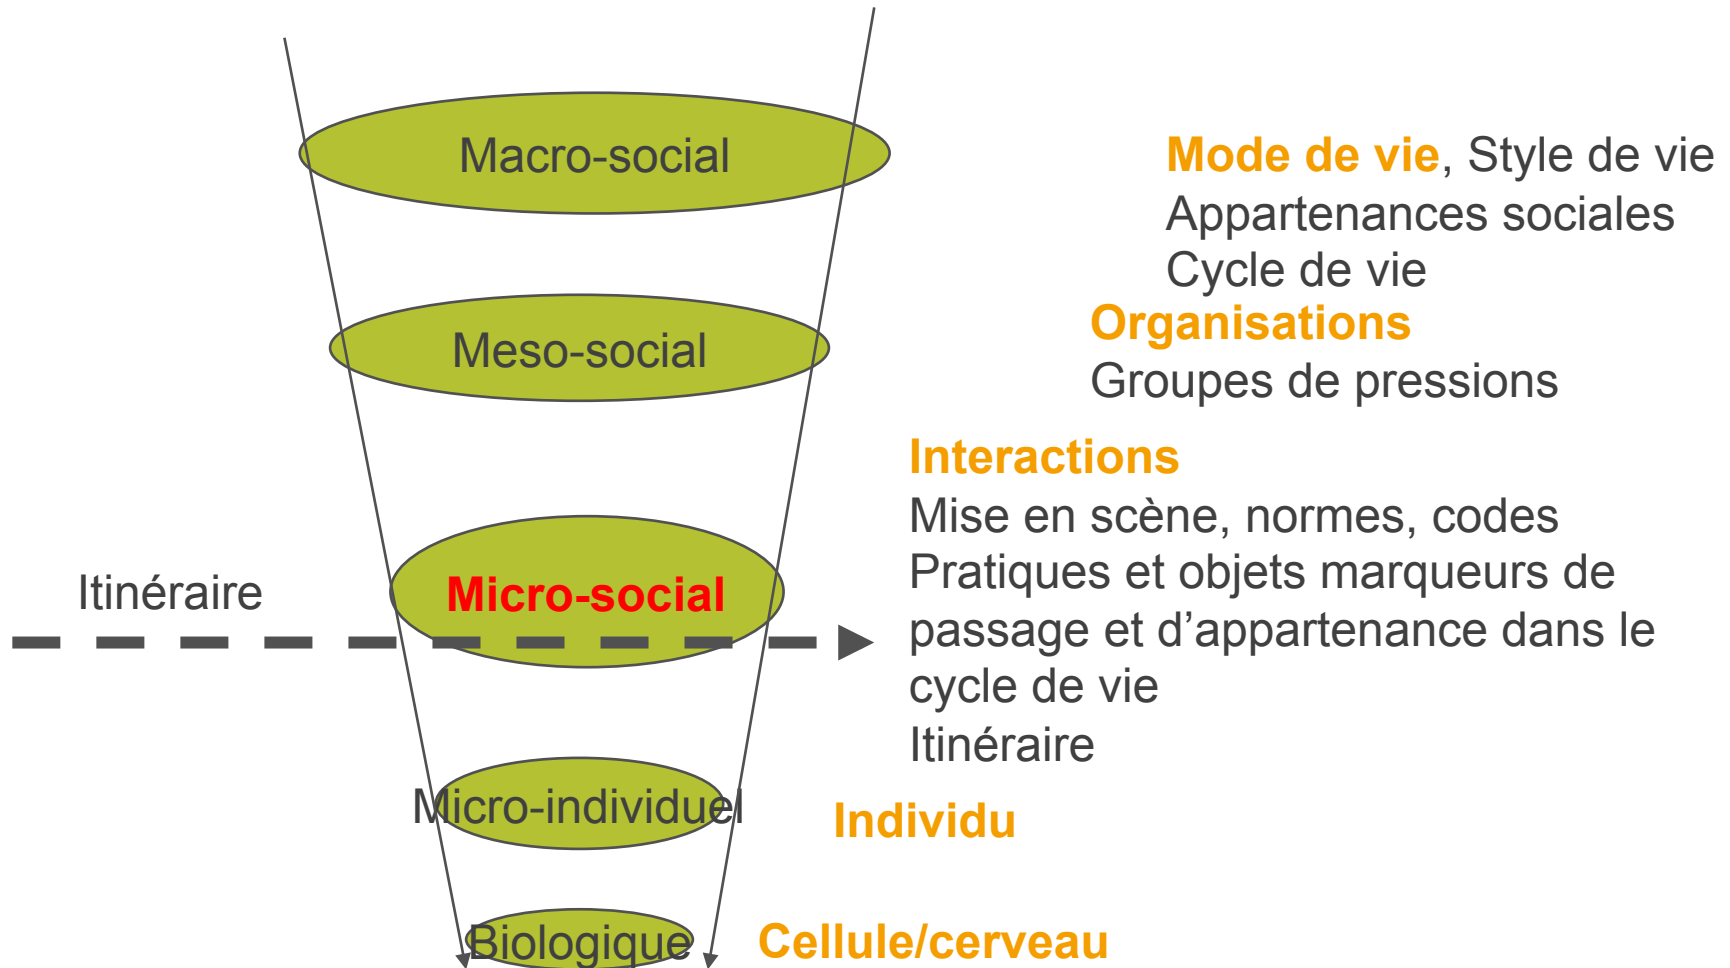 Macro-social
Mode de vie, Style de vie
Appartenances sociales
Cycle de vie
Meso-social
Organisations
Groupes de pressions
Interactions
Mise en scène, normes, codes
Pratiques et objets marqueurs de
passage et d’appartenance dans le
cycle de vie
Itinéraire
Itinéraire
Micro-social
Micro-individuel
Individu
Biologique
Cellule/cerveau